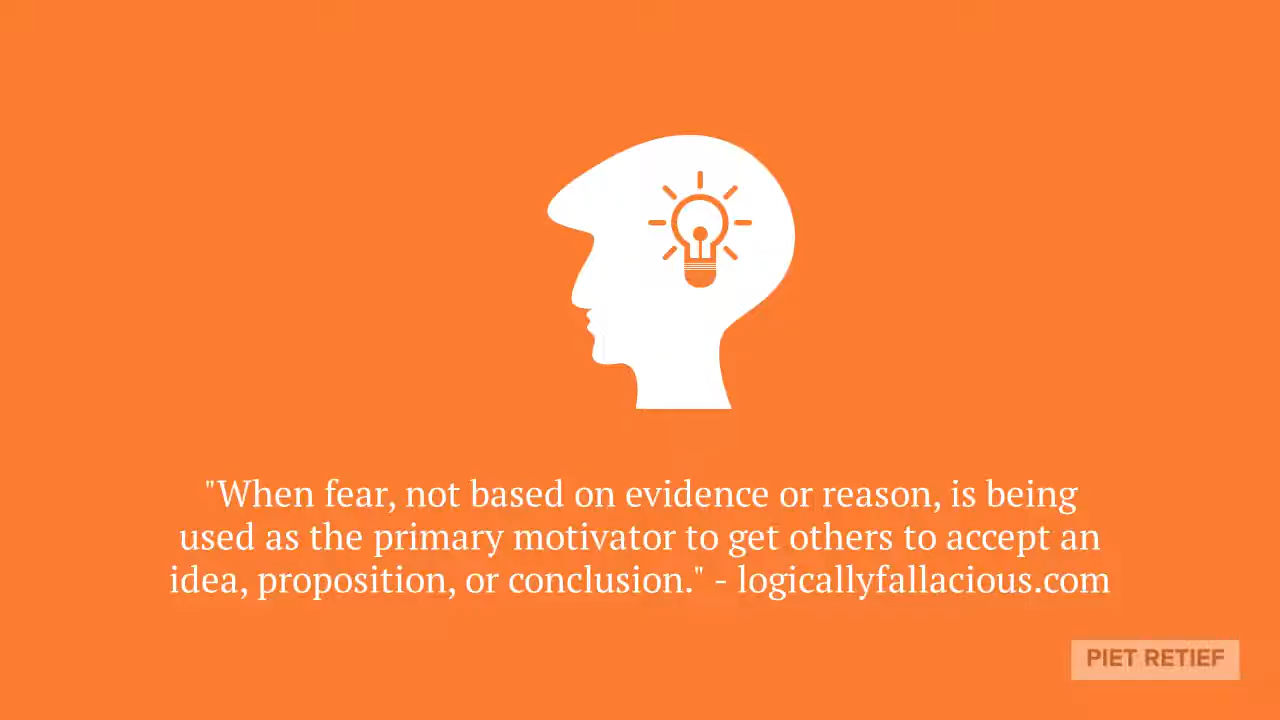 "When fear, not based on evidence or reason, is being
used as the primary motivator to get others to accept an
idea, proposition, or conclusion." - logicallyfallacious.com
PIET RETIEF